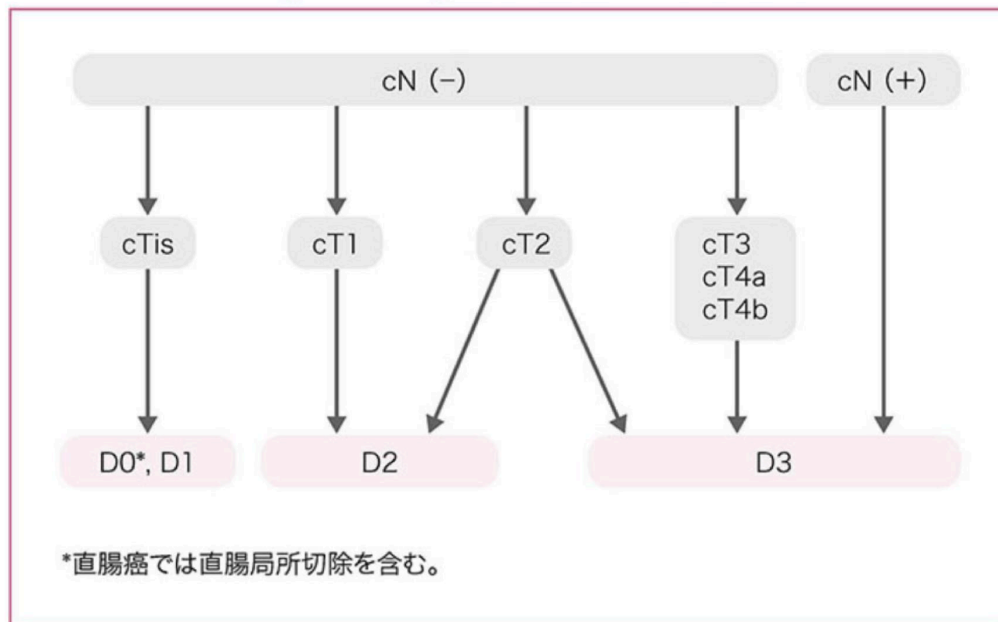 cN (−) cN (+)
cTis cT1 cT2 cT3
cT4a
cT4b
D0*, D1 D2 D3
*直腸癌では直腸局所切除を含む。